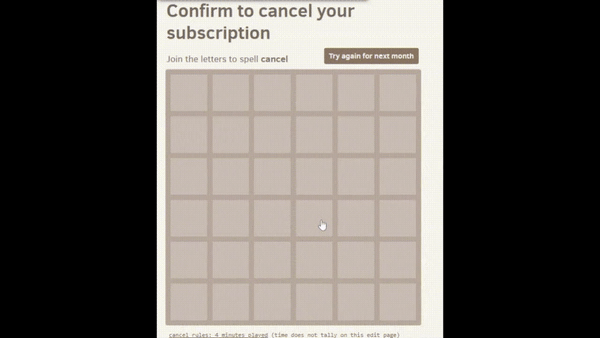 Confirm to cancel your
subscription
Join the letters to spell cancel
Try again for next month
cancel rules: 4 minutes played (time does not tally on this edit page)